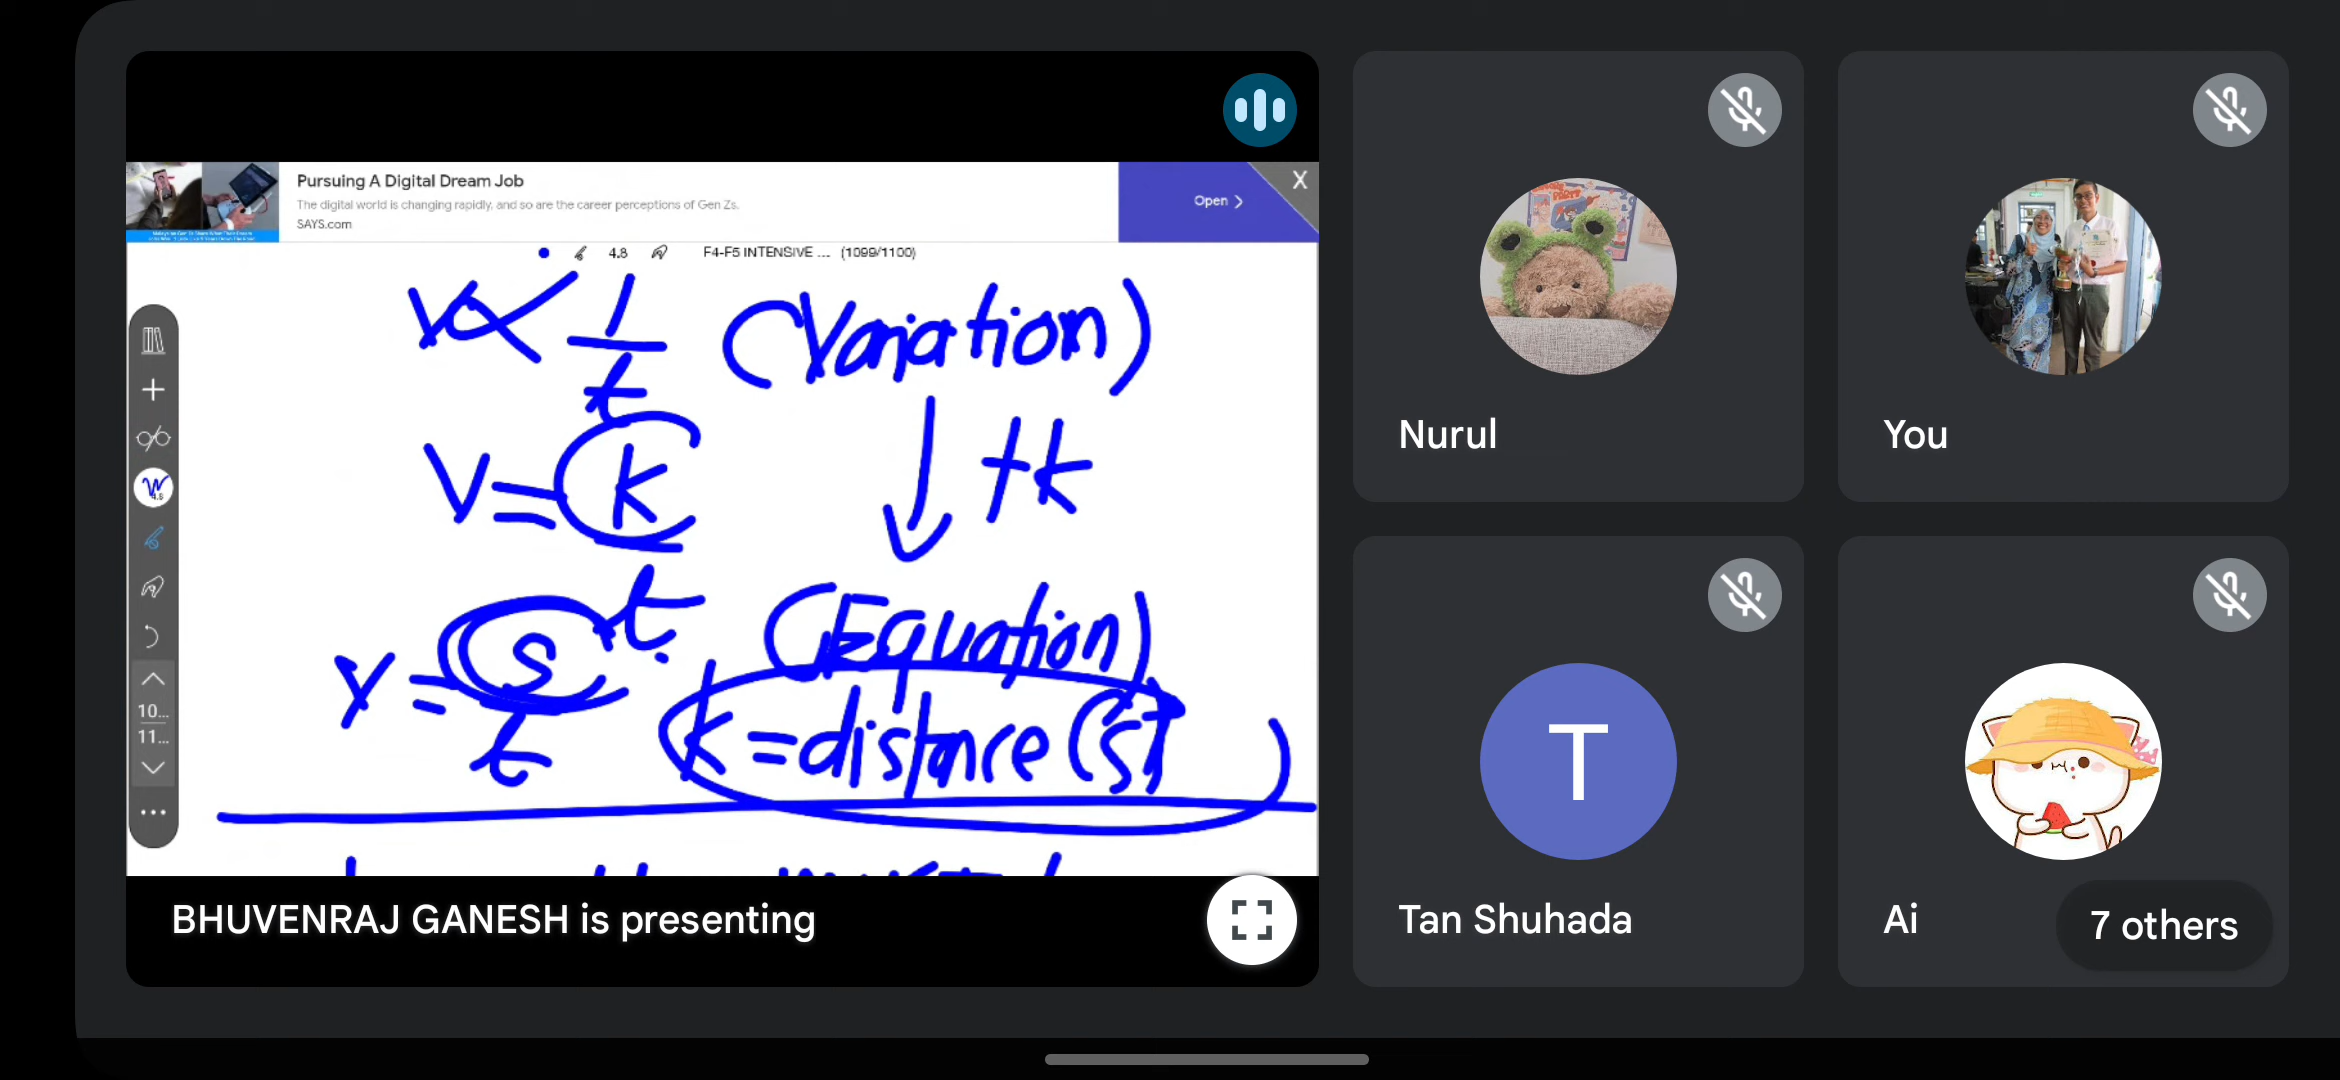 Pursuing A Digital Dream Job
The digital world is changing rapidly, and so are the career perceptions of Gen Zs.
SAYS.com
Open
X
4.8
F4-F5 INTENSIVE ... (1099/1100)
V∝1/t (Variation)
V=k/t
+k
(Equation)
V=s/t
k=distance(s)
4.8
10...
11...
BHUVENRAJ GANESH is presenting
Nurul
You
T
Tan Shuhada
Ai
7 others